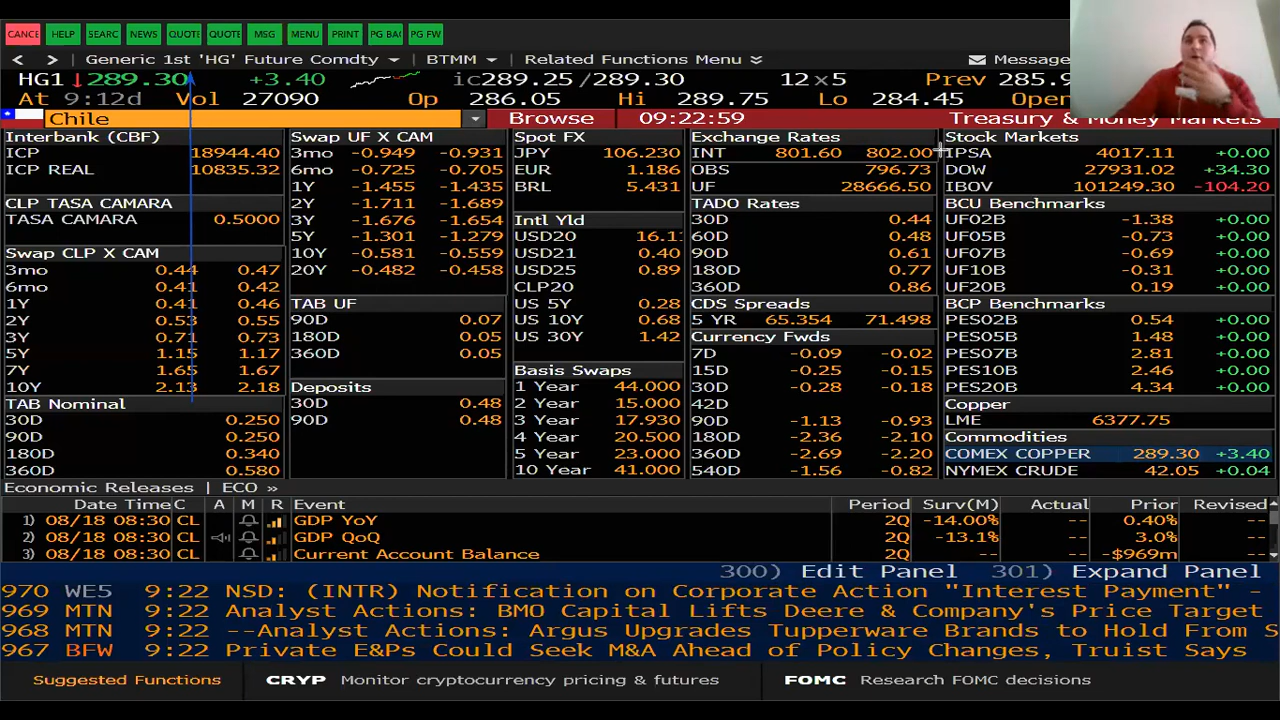 CANCE HELP SEARC NEWS QUOTE QUOTE MSG MENU PRINT PG BAC PG FW
< > Generic 1st 'HG' Future Comdty BTMM Related Functions Menu Message
HG1 ↓289.30 +3.40 ic289.25 /289.30 12×5 Prev 285.9
At 9:12d Vol 27090 Op 286.05 Hi 289.75 Lo 284.45 Open
Chile Browse 09:22:59 Treasury & Money Markets
Interbank (CBF)
ICP 18944.40
ICP REAL 10835.32
CLP TASA CAMARA
TASA CAMARA 0.5000
Swap CLP X CAM
3mo 0.44 0.47
6mo 0.41 0.42
1Y 0.41 0.46
2Y 0.53 0.55
3Y 0.71 0.73
5Y 1.15 1.17
7Y 1.65 1.67
10Y 2.13 2.18
TAB Nominal
30D 0.250
90D 0.250
180D 0.340
360D 0.580
Swap UF X CAM
3mo -0.949 -0.931
6mo -0.725 -0.705
1Y -1.455 -1.435
2Y -1.711 -1.689
3Y -1.676 -1.654
5Y -1.301 -1.279
10Y -0.581 -0.559
20Y -0.482 -0.458
TAB UF
90D 0.07
180D 0.05
360D 0.05
Deposits
30D 0.48
90D 0.48
Spot FX
JPY 106.230
EUR 1.186
BRL 5.431
Intl Yld
USD20 16.11
USD21 0.40
USD25 0.89
CLP20
US 5Y 0.28
US 10Y 0.68
US 30Y 1.42
Basis Swaps
1 Year 44.000
2 Year 15.000
3 Year 17.930
4 Year 20.500
5 Year 23.000
10 Year 41.000
Exchange Rates
INT 801.60 802.00
OBS 796.73
UF 28666.50
TADO Rates
30D 0.44
60D 0.48
90D 0.61
180D 0.77
360D 0.86
CDS Spreads
5 YR 65.354 71.498
Currency Fwds
7D -0.09 -0.02
15D -0.25 -0.15
30D -0.28 -0.18
42D
90D -1.13 -0.93
180D -2.36 -2.10
360D -2.69 -2.20
540D -1.56 -0.82
Stock Markets
IPSA 4017.11 +0.00
DOW 27931.02 +34.30
IBOV 101249.30 -104.20
BCU Benchmarks
UF02B -1.38 +0.00
UF05B -0.73 +0.00
UF07B -0.69 +0.00
UF10B -0.31 +0.00
UF20B 0.19 +0.00
BCP Benchmarks
PES02B 0.54 +0.00
PES05B 1.48 +0.00
PES07B 2.81 +0.00
PES10B 2.46 +0.00
PES20B 4.34 +0.00
Copper
LME 6377.75
Commodities
COMEX COPPER 289.30 +3.40
NYMEX CRUDE 42.05 +0.04
Economic Releases | ECO »
Date Time C A M R Event Period Surv(M) Actual Prior Revised
1) 08/18 08:30 CL GDP YoY 2Q -14.00% -- 0.40% --
2) 08/18 08:30 CL GDP QoQ 2Q -13.1% -- 3.0% --
3) 08/18 08:30 CL Current Account Balance 2Q -- -- -$969m --
300) Edit Panel 301) Expand Panel
970 WE5 9:22 NSD: (INTR) Notification on Corporate Action "Interest Payment" -
969 MTN 9:22 Analyst Actions: BMO Capital Lifts Deere & Company's Price Target
968 MTN 9:22 --Analyst Actions: Argus Upgrades Tupperware Brands to Hold From S
967 BFW 9:22 Private E&Ps Could Seek M&A Ahead of Policy Changes, Truist Says
Suggested Functions CRYP Monitor cryptocurrency pricing & futures FOMC Research FOMC decisions